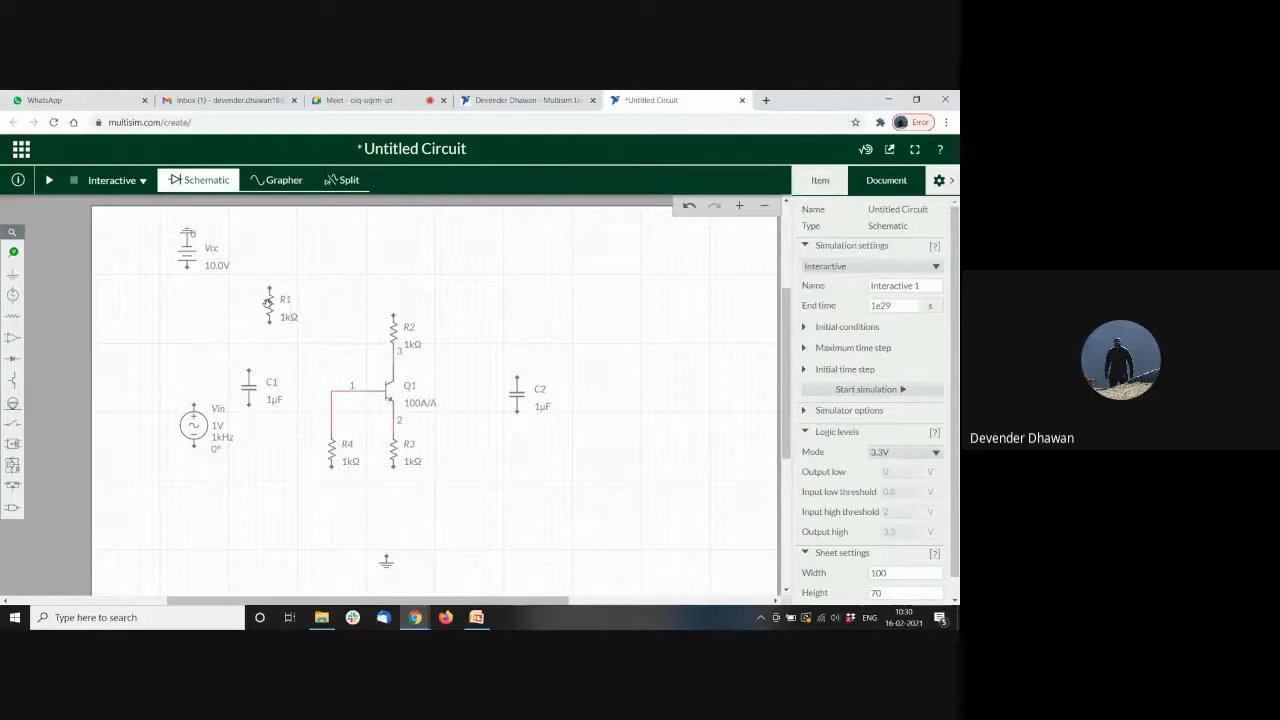 WhatsApp
Inbox (1) - devender.dhawan18@
Meet - oiq-uqrm-izt
Devender Dhawan - Multisim Liv
*Untitled Circuit
multisim.com/create/
Error
*Untitled Circuit
Interactive
Schematic
Grapher
Split
Item
Document
Vcc
10.0V
R1
1kΩ
R2
1kΩ
3
C1
1µF
1
Q1
100A/A
C2
1µF
Vin
1V
1kHz
0°
2
R4
1kΩ
R3
1kΩ
Name Untitled Circuit
Type Schematic
Simulation settings [?]
Interactive
Name Interactive 1
End time 1e29 s
Initial conditions
Maximum time step
Initial time step
Start simulation
Simulator options
Logic levels [?]
Mode 3.3V
Output low 0 V
Input low threshold 0.8 V
Input high threshold 2 V
Output high 3.3 V
Sheet settings [?]
Width 100
Height 70
Type here to search
ENG
10:30
16-02-2021
5
Devender Dhawan